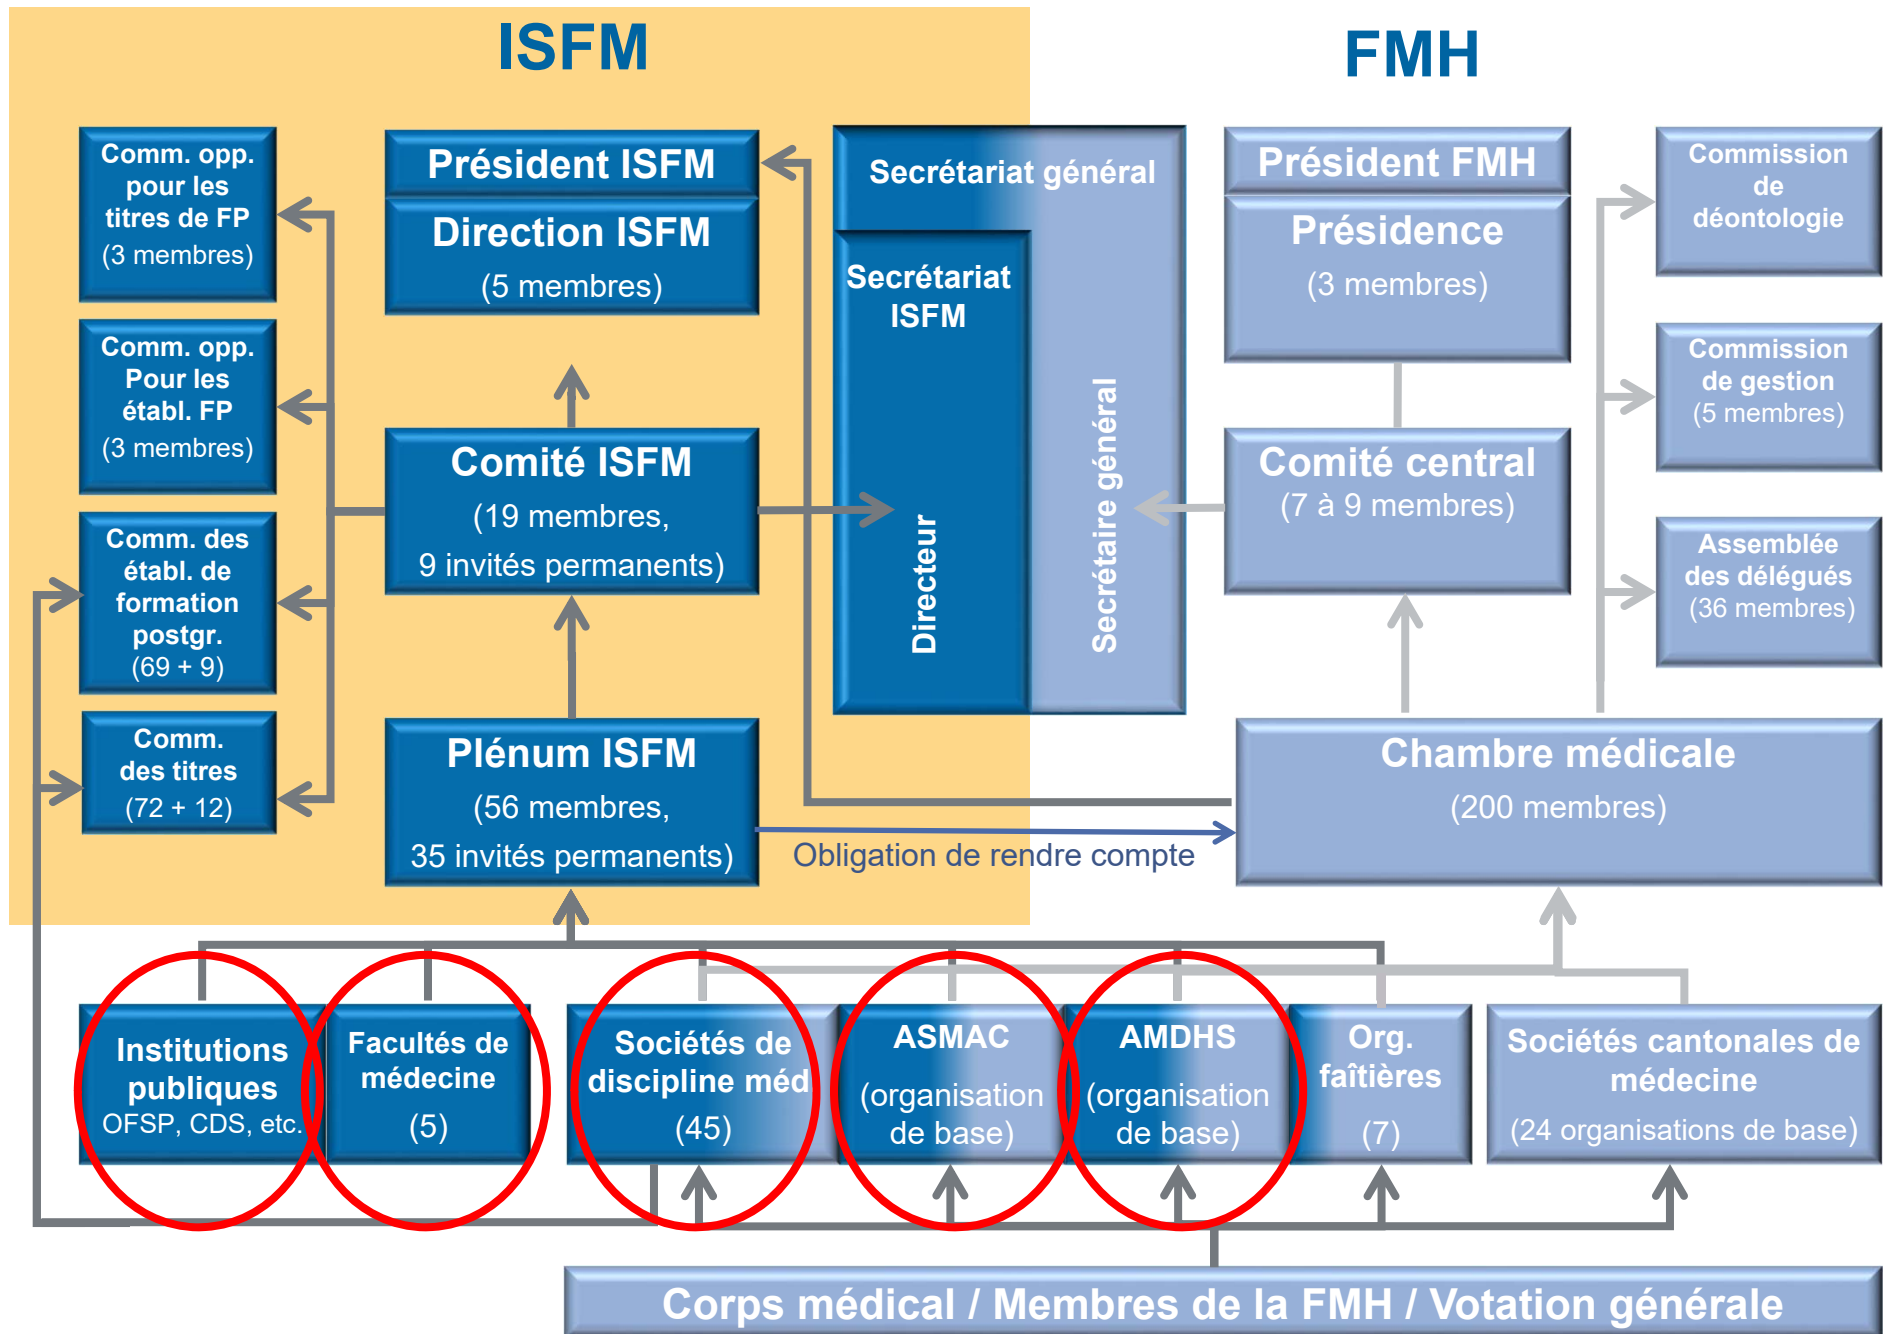 ISFM
FMH
Comm. opp.
pour les
titres de FP
(3 membres)
Comm. opp.
Pour les
établ. FP
(3 membres)
Comm. des
établ. de
formation
postgr.
(69 + 9)
Comm.
des titres
(72 + 12)
Président ISFM
Direction ISFM
(5 membres)
Comité ISFM
(19 membres,
9 invités permanents)
Plénum ISFM
(56 membres,
35 invités permanents)
Secrétariat général
Secrétariat
ISFM
Directeur
Secrétaire général
Président FMH
Présidence
(3 membres)
Comité central
(7 à 9 membres)
Commission
de
déontologie
Commission
de gestion
(5 membres)
Assemblée
des délégués
(36 membres)
Chambre médicale
(200 membres)
Obligation de rendre compte
Institutions
publiques
OFSP, CDS, etc.
Facultés de
médecine
(5)
Sociétés de
discipline méd
(45)
ASMAC
(organisation
de base)
AMDHS
(organisation
de base)
Org.
faîtières
(7)
Sociétés cantonales de
médecine
(24 organisations de base)
Corps médical / Membres de la FMH / Votation générale